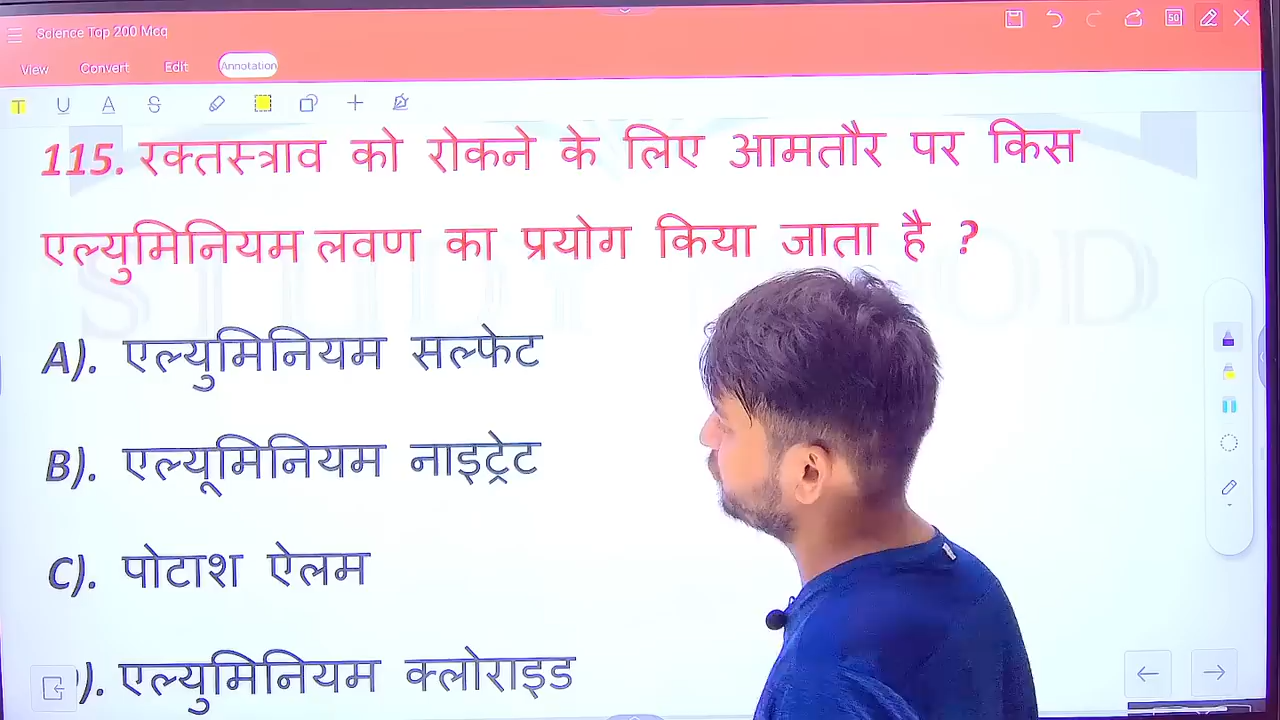 Science Top 200 Mcq
50
View Convert Edit Annotation
T U A S
115. रक्तस्त्राव को रोकने के लिए आमतौर पर किस
एल्युमिनियम लवण का प्रयोग किया जाता है ?
A). एल्युमिनियम सल्फेट
B). एल्यूमिनियम नाइट्रेट
C). पोटाश ऐलम
). एल्युमिनियम क्लोराइड